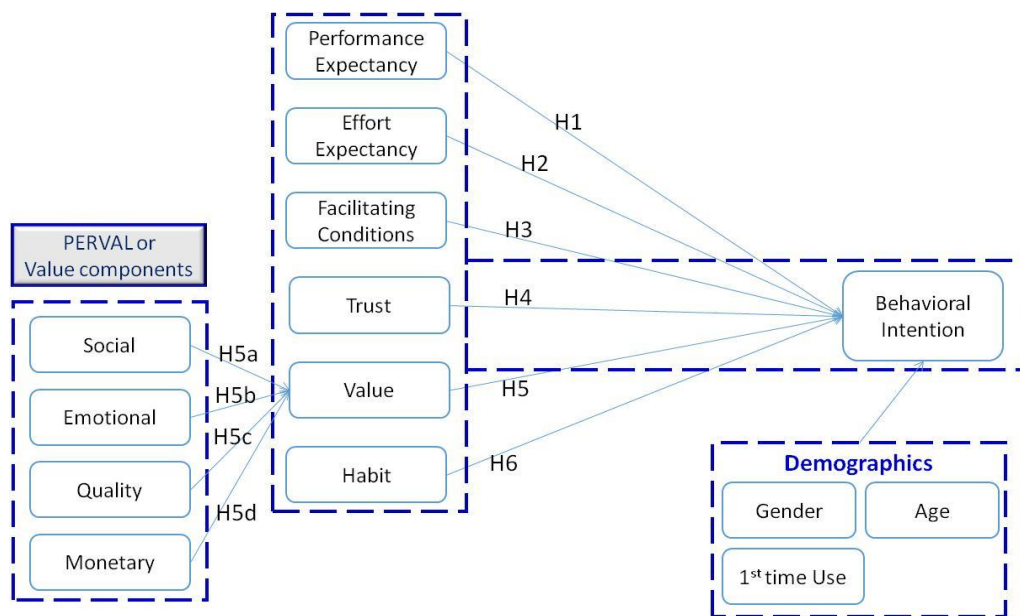 Performance
Expectancy
Effort
Expectancy
Facilitating
Conditions
Trust
Value
Habit
PERVAL or
Value components
Social
Emotional
Quality
Monetary
H5a
H5b
H5c
H5d
H1
H2
H3
H4
H5
H6
Behavioral
Intention
Demographics
Gender
Age
1st time Use